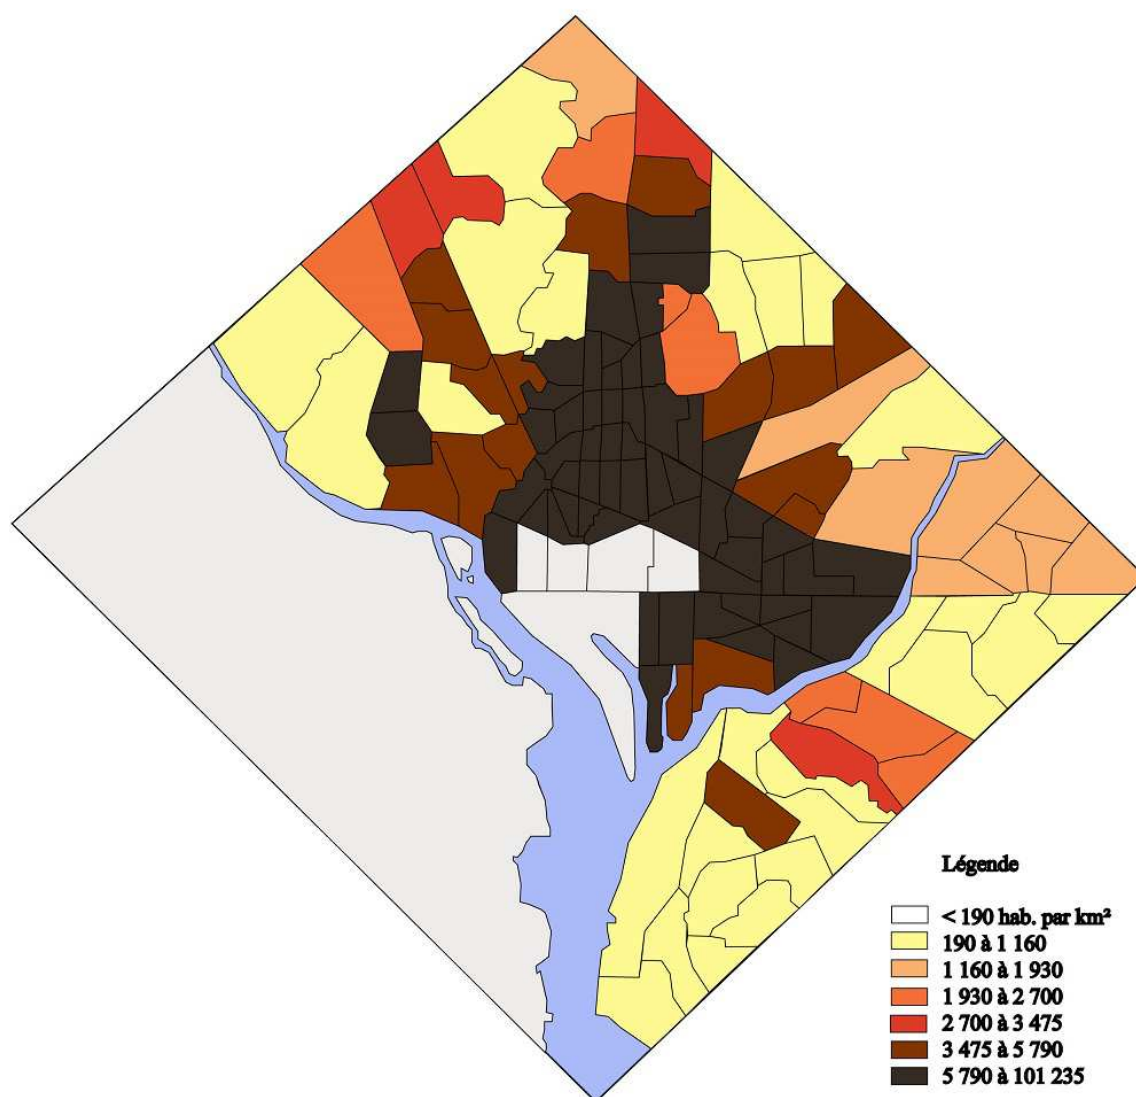 Légende
< 190 hab. par km²
190 à 1 160
1 160 à 1 930
1 930 à 2 700
2 700 à 3 475
3 475 à 5 790
5 790 à 101 235